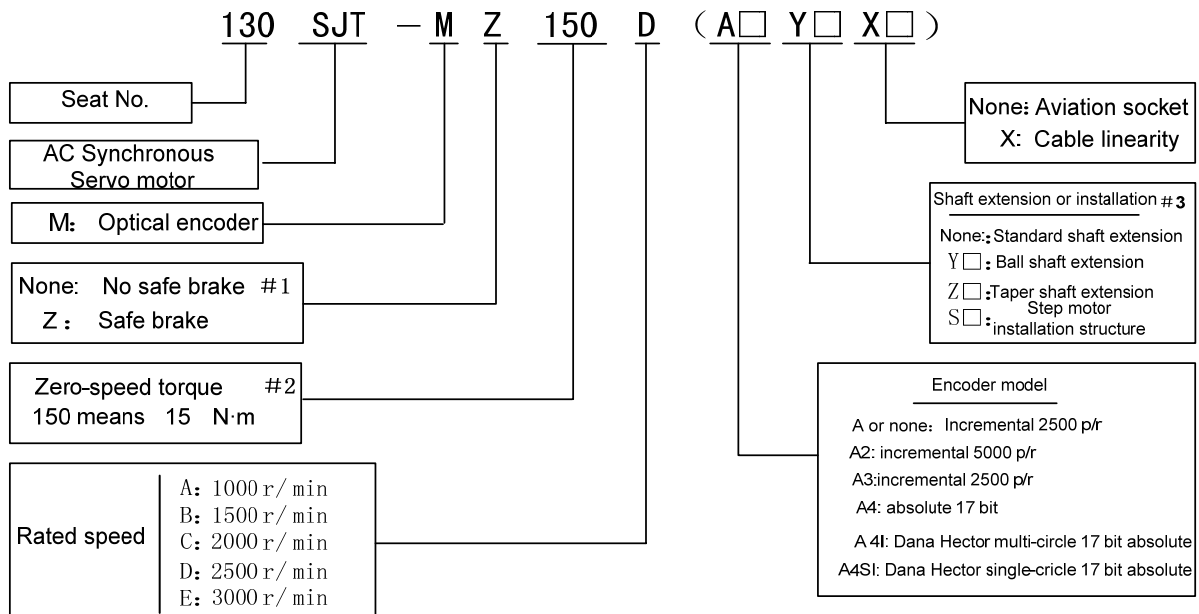 130 SJT - M Z 150 D (A□ Y□ X□)
Seat No.
AC Synchronous
Servo motor
M: Optical encoder
None: No safe brake #1
Z: Safe brake
Zero-speed torque #2
150 means 15 N·m
Rated speed
A: 1000 r/min
B: 1500 r/min
C: 2000 r/min
D: 2500 r/min
E: 3000 r/min
None: Aviation socket
X: Cable linearity
Shaft extension or installation #3
None:: Standard shaft extension
Y□: Ball shaft extension
Z□: Taper shaft extension
S□: Step motor
installation structure
Encoder model
A or none: Incremental 2500 p/r
A2: incremental 5000 p/r
A3:incremental 2500 p/r
A4: absolute 17 bit
A 4I: Dana Hector multi-circle 17 bit absolute
A4SI: Dana Hector single-cricle 17 bit absolute